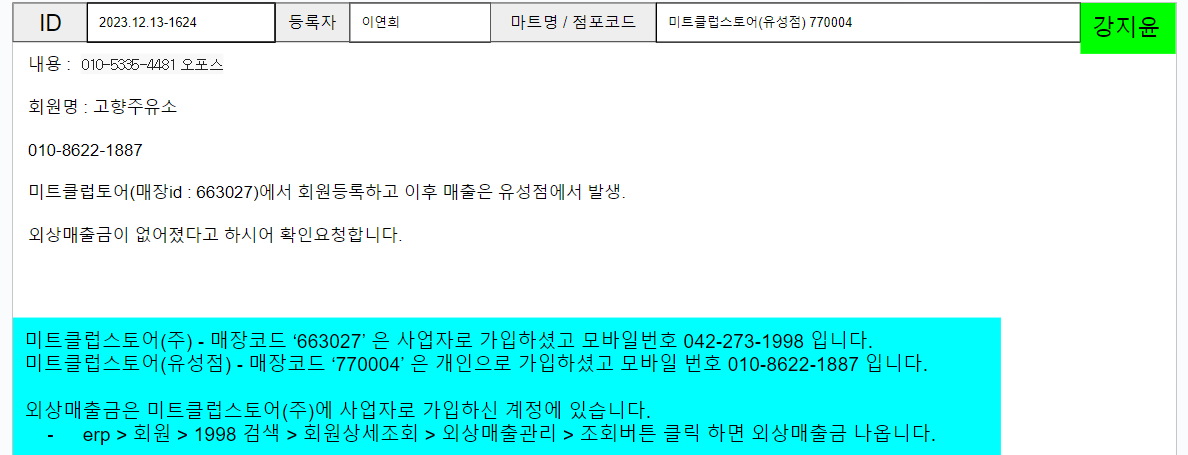 ID 2023.12.13-1624 등록자 이연희 마트명 / 점포코드 미트클럽스토어(유성점) 770004 강지윤
내용 : 010-5335-4481 오포스
회원명 : 고향주유소
010-8622-1887
미트클럽토어(매장id : 663027)에서 회원등록하고 이후 매출은 유성점에서 발생.
외상매출금이 없어졌다고 하시어 확인요청합니다.
미트클럽스토어(주) - 매장코드 ‘663027’ 은 사업자로 가입하셨고 모바일번호 042-273-1998 입니다.
미트클럽스토어(유성점) - 매장코드 ‘770004’ 은 개인으로 가입하셨고 모바일 번호 010-8622-1887 입니다.
외상매출금은 미트클럽스토어(주)에 사업자로 가입하신 계정에 있습니다.
- erp > 회원 > 1998 검색 > 회원상세조회 > 외상매출관리 > 조회버튼 클릭 하면 외상매출금 나옵니다.